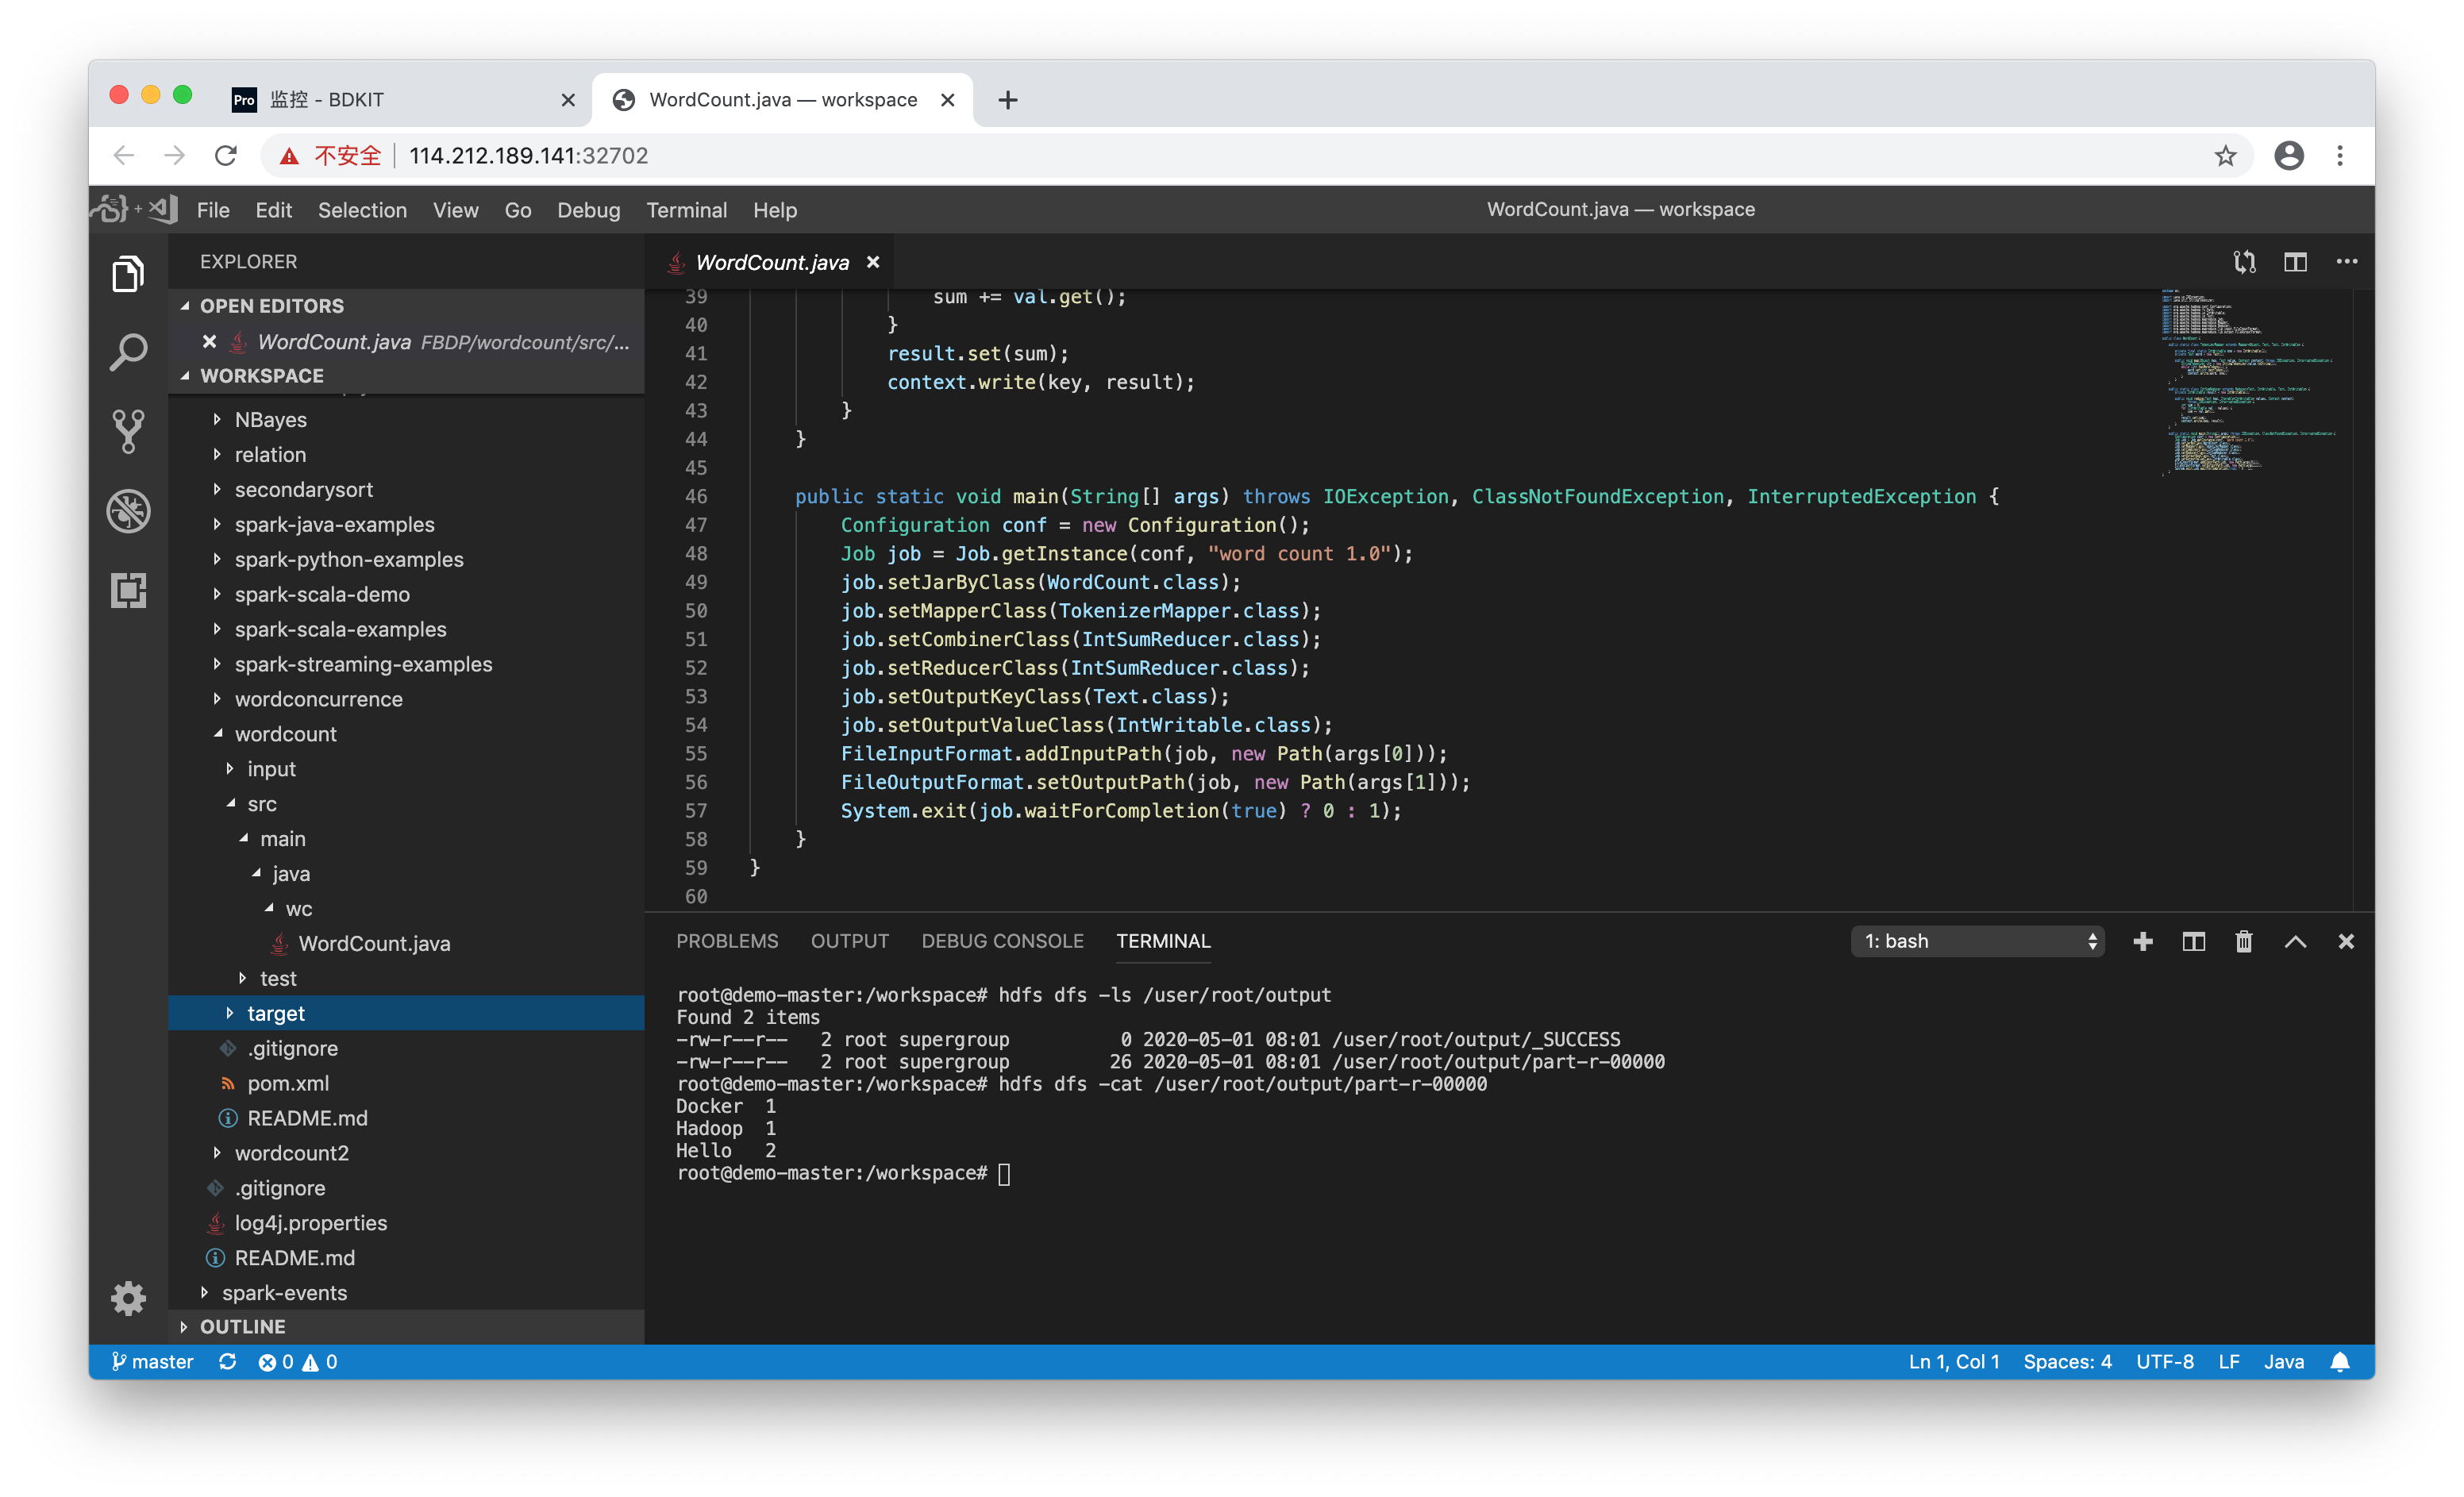 Pro 监控 - BDKIT
WordCount.java — workspace
不安全 114.212.189.141:32702
File Edit Selection View Go Debug Terminal Help
WordCount.java — workspace
EXPLORER
OPEN EDITORS
WordCount.java FBDP/wordcount/src/...
WORKSPACE
NBayes
relation
secondarysort
spark-java-examples
spark-python-examples
spark-scala-demo
spark-scala-examples
spark-streaming-examples
wordconcurrence
wordcount
input
src
main
java
wc
WordCount.java
test
target
.gitignore
pom.xml
README.md
wordcount2
.gitignore
log4j.properties
README.md
spark-events
OUTLINE
WordCount.java
39 sum += val.get();
40 }
41 result.set(sum);
42 context.write(key, result);
43 }
44 }
45
46 public static void main(String[] args) throws IOException, ClassNotFoundException, InterruptedException {
47 Configuration conf = new Configuration();
48 Job job = Job.getInstance(conf, "word count 1.0");
49 job.setJarByClass(WordCount.class);
50 job.setMapperClass(TokenizerMapper.class);
51 job.setCombinerClass(IntSumReducer.class);
52 job.setReducerClass(IntSumReducer.class);
53 job.setOutputKeyClass(Text.class);
54 job.setOutputValueClass(IntWritable.class);
55 FileInputFormat.addInputPath(job, new Path(args[0]));
56 FileOutputFormat.setOutputPath(job, new Path(args[1]));
57 System.exit(job.waitForCompletion(true) ? 0 : 1);
58 }
59 }
60
PROBLEMS OUTPUT DEBUG CONSOLE TERMINAL 1: bash
root@demo-master:/workspace# hdfs dfs -ls /user/root/output
Found 2 items
-rw-r--r-- 2 root supergroup 0 2020-05-01 08:01 /user/root/output/_SUCCESS
-rw-r--r-- 2 root supergroup 26 2020-05-01 08:01 /user/root/output/part-r-00000
root@demo-master:/workspace# hdfs dfs -cat /user/root/output/part-r-00000
Docker 1
Hadoop 1
Hello 2
root@demo-master:/workspace#
master 0 0 Ln 1, Col 1 Spaces: 4 UTF-8 LF Java